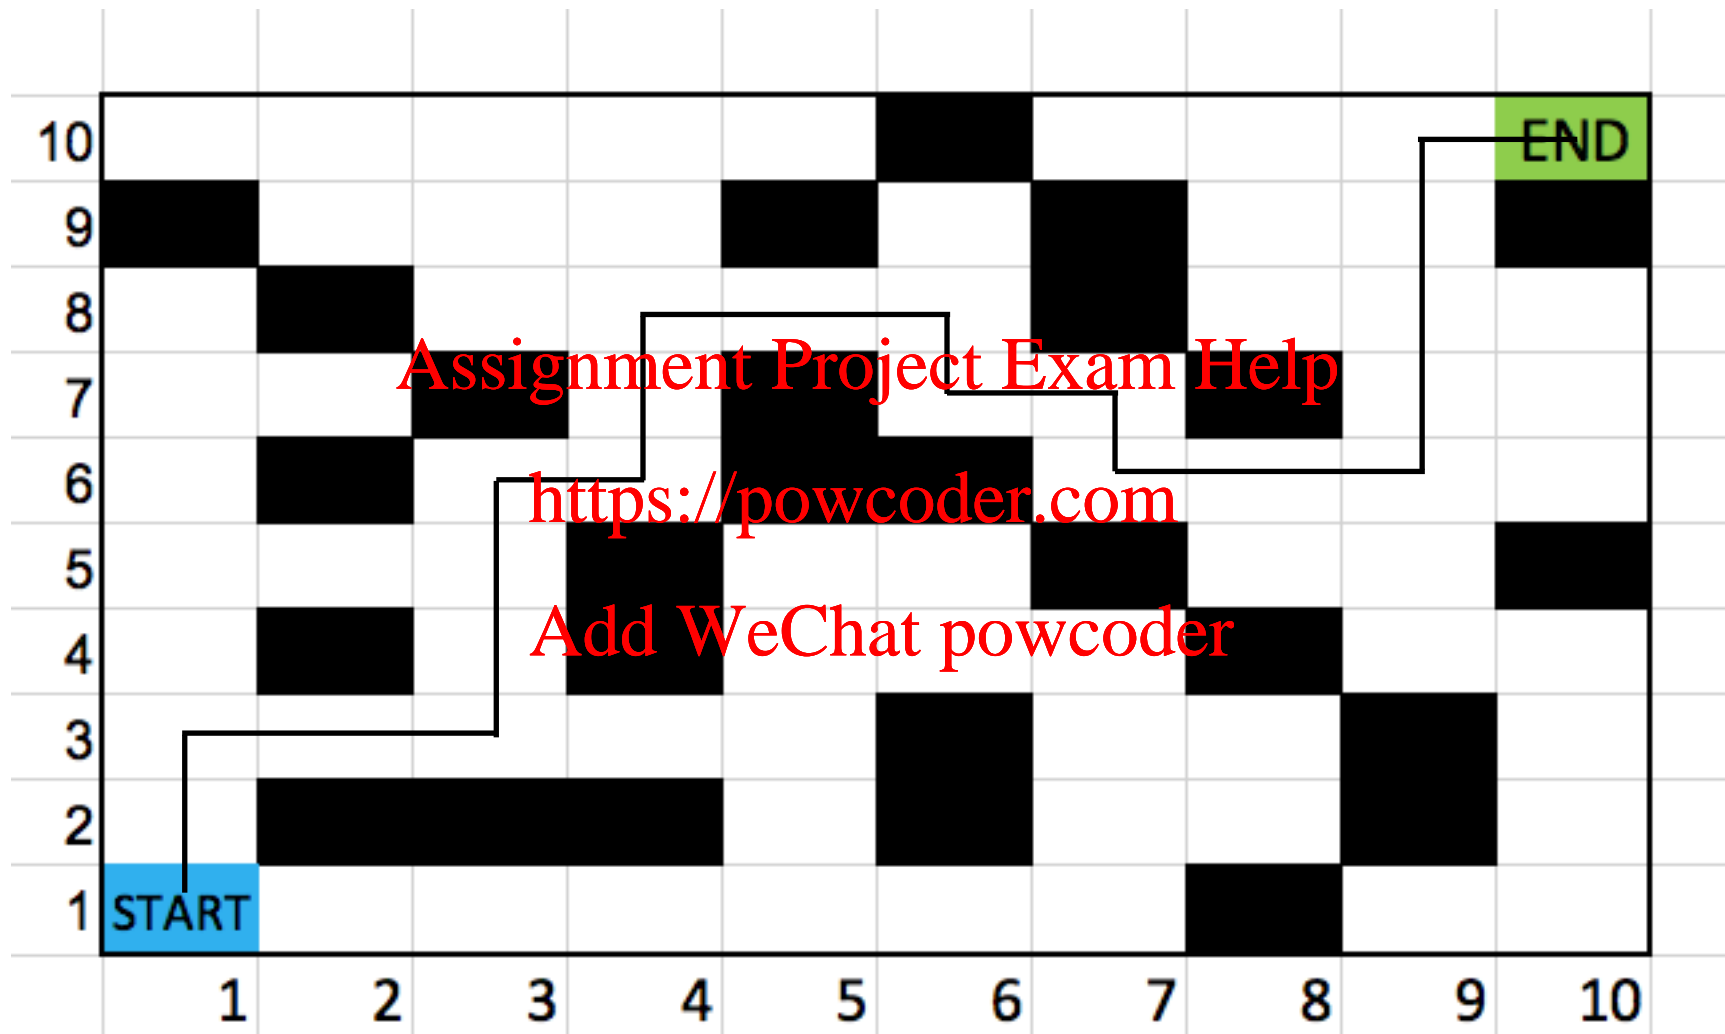 10
END
9
8
Assignment Project Exam Help
7
6
https://powcoder.com
5
Add WeChat powcoder
4
3
2
1
START
1 2 3 4 5 6 7 8 9 10